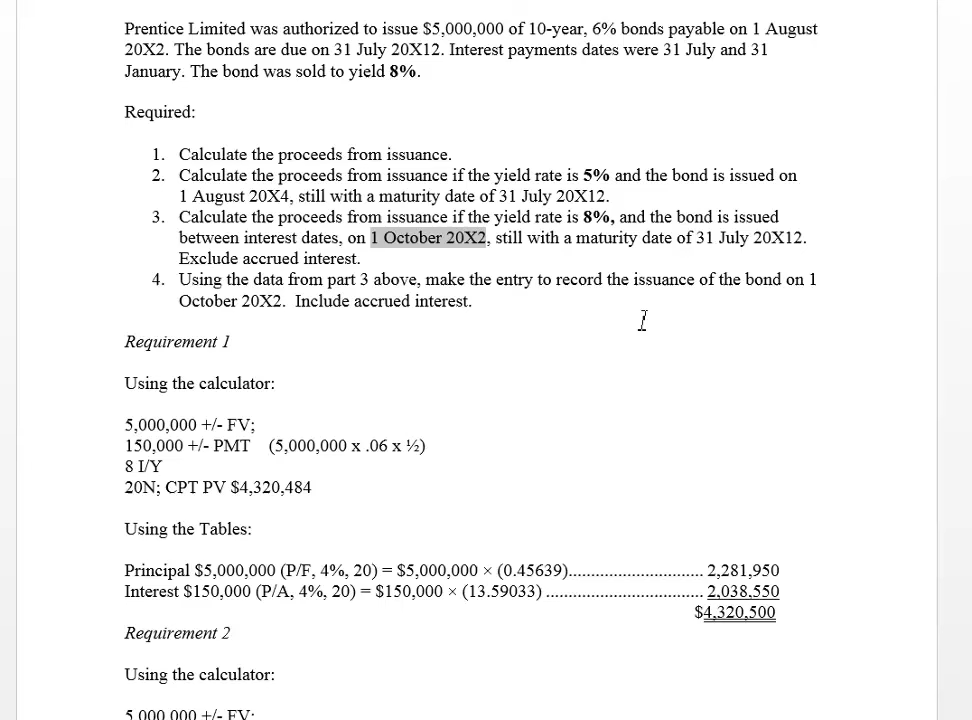 Prentice Limited was authorized to issue $5,000,000 of 10-year, 6% bonds payable on 1 August
20X2. The bonds are due on 31 July 20X12. Interest payments dates were 31 July and 31
January. The bond was sold to yield 8%.
Required:
1. Calculate the proceeds from issuance.
2. Calculate the proceeds from issuance if the yield rate is 5% and the bond is issued on
1 August 20X4, still with a maturity date of 31 July 20X12.
3. Calculate the proceeds from issuance if the yield rate is 8%, and the bond is issued
between interest dates, on 1 October 20X2, still with a maturity date of 31 July 20X12.
Exclude accrued interest.
4. Using the data from part 3 above, make the entry to record the issuance of the bond on 1
October 20X2. Include accrued interest.
Requirement 1
Using the calculator:
5,000,000 +/- FV;
150,000 +/- PMT (5,000,000 x .06 x ½)
8 I/Y
20N; CPT PV $4,320,484
Using the Tables:
Principal $5,000,000 (P/F, 4%, 20) = $5,000,000 × (0.45639)............................. 2,281,950
Interest $150,000 (P/A, 4%, 20) = $150,000 × (13.59033) .................................. 2,038,550
$4,320,500
Requirement 2
Using the calculator:
5,000,000 +/- FV;